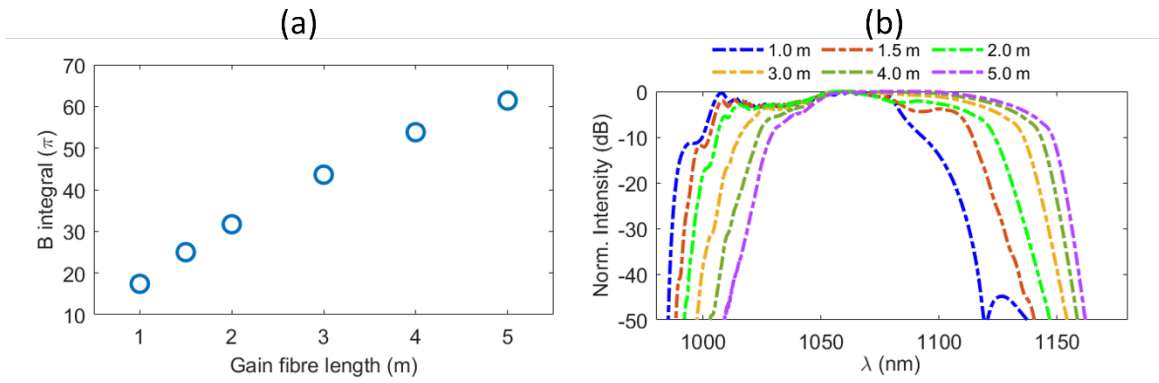 (a)
70
60
50
40
30
20
10
B integral (π)
1
2
3
4
5
Gain fibre length (m)
(b)
1.0 m
1.5 m
2.0 m
3.0 m
4.0 m
5.0 m
0
-10
-20
-30
-40
-50
Norm. Intensity (dB)
1000
1050
1100
1150
λ (nm)